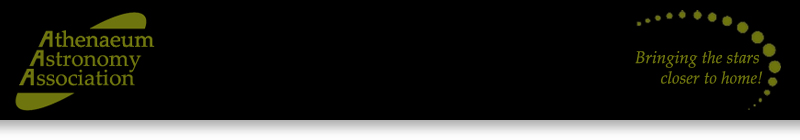 Athenaeum
Astronomy
Association
Bringing the stars
closer to home!